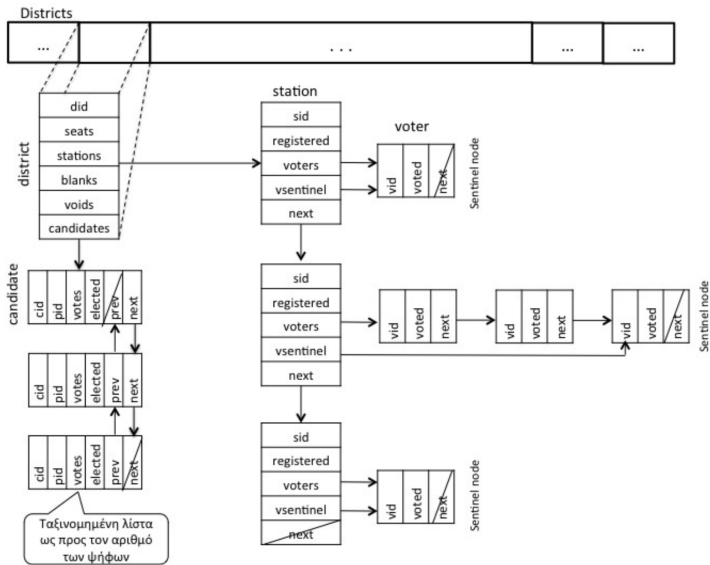 Districts
...
. . .
...
...
district
did
seats
stations
blanks
voids
candidates
station
sid
registered
voters
vsentinel
next
voter
vid
voted
next
Sentinel node
candidate
cid
pid
votes
elected
prev
next
sid
registered
voters
vsentinel
next
vid
voted
next
vid
voted
next
vid
voted
next
Sentinel node
cid
pid
votes
elected
prev
next
cid
pid
votes
elected
prev
next
sid
registered
voters
vsentinel
next
vid
voted
next
Sentinel node
Ταξινομημένη λίστα
ως προς τον αριθμό
των ψήφων